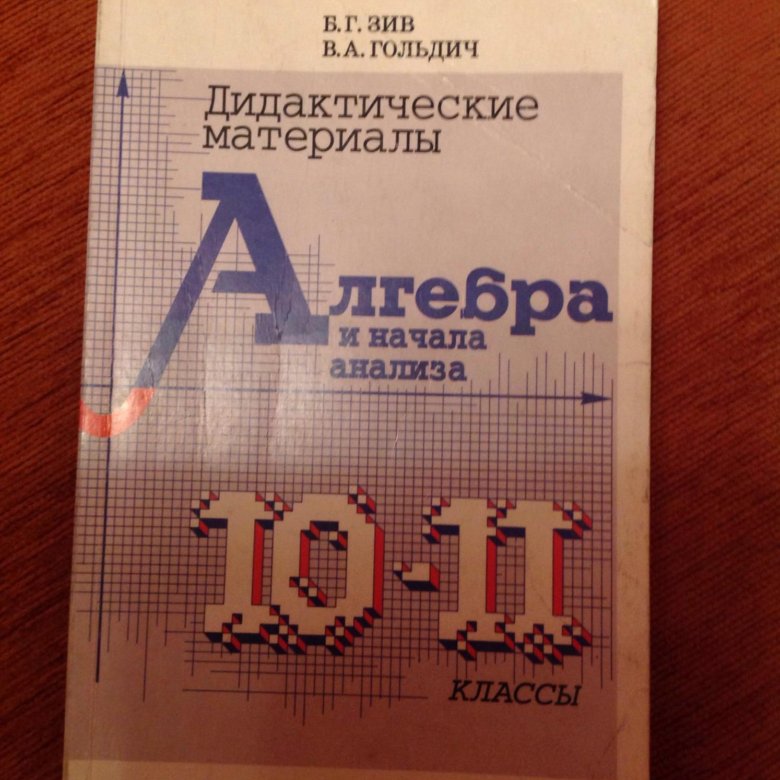 Б. Г. ЗИВ
В. А. ГОЛЬДИЧ
Дидактические
материалы
Алгебра
и начала
анализа
10-11
КЛАССЫ